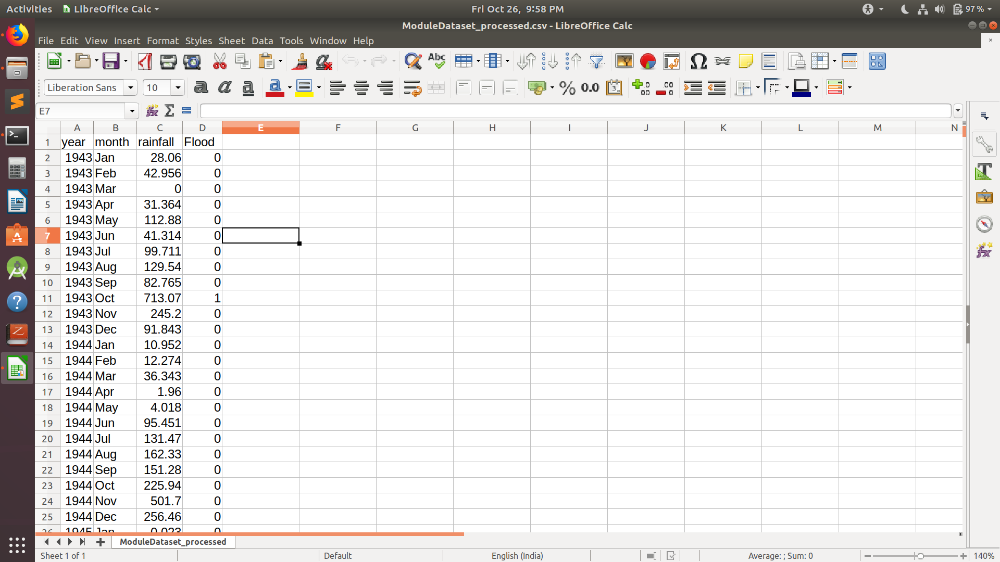 Activities LibreOffice Calc Fri Oct 26, 9:58 PM 97 %
ModuleDataset_processed.csv - LibreOffice Calc
File Edit View Insert Format Styles Sheet Data Tools Window Help
Abc
Liberation Sans 10 a a a a % 0.0
E7
A B C D E F G H I J K L M N
1 year month rainfall Flood
2 1943 Jan 28.06 0
3 1943 Feb 42.956 0
4 1943 Mar 0 0
5 1943 Apr 31.364 0
6 1943 May 112.88 0
7 1943 Jun 41.314 0
8 1943 Jul 99.711 0
9 1943 Aug 129.54 0
10 1943 Sep 82.765 0
11 1943 Oct 713.07 1
12 1943 Nov 245.2 0
13 1943 Dec 91.843 0
14 1944 Jan 10.952 0
15 1944 Feb 12.274 0
16 1944 Mar 36.343 0
17 1944 Apr 1.96 0
18 1944 May 4.018 0
19 1944 Jun 95.451 0
20 1944 Jul 131.47 0
21 1944 Aug 162.33 0
22 1944 Sep 151.28 0
23 1944 Oct 225.94 0
24 1944 Nov 501.7 0
25 1944 Dec 256.46 0
26 1945 Jan 0.023 0
ModuleDataset_processed
Sheet 1 of 1 Default English (India) Average: ; Sum: 0 140%